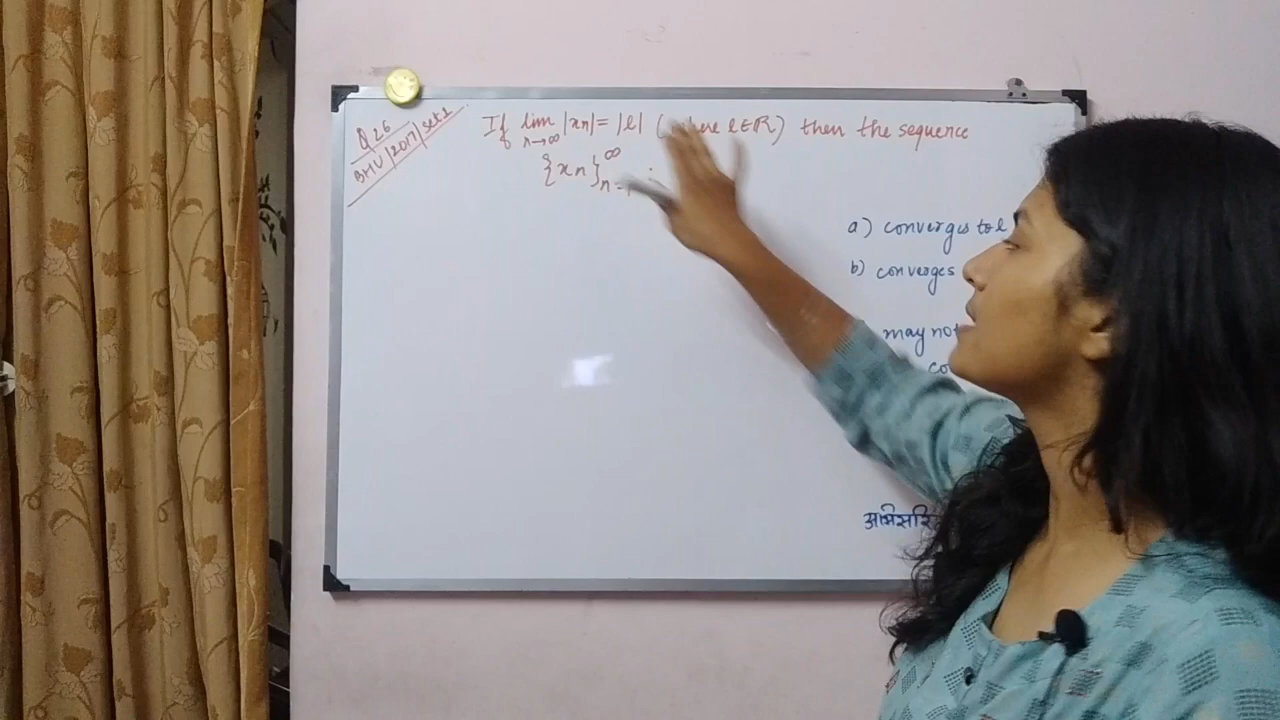 Q 26
BHU/2017/set 1
If lim |xn| = |l| (where l∈R) then the sequence
n→∞
{xn}∞
n=1
a) converges to l
b) converges
may not
co
अभिसरि